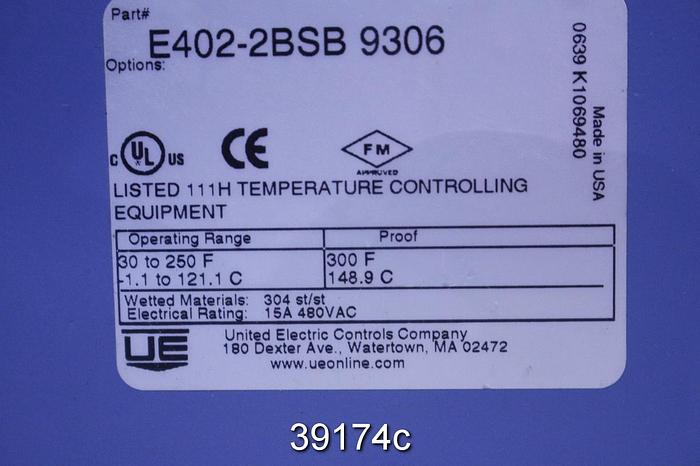 Part#
E402-2BSB 9306
Options:
0639 K1069480
Made in USA
C UL US
CE
FM
APPROVED
LISTED 111H TEMPERATURE CONTROLLING
EQUIPMENT
Operating Range Proof
30 to 250 F 300 F
-1.1 to 121.1 C 148.9 C
Wetted Materials: 304 st/st
Electrical Rating: 15A 480VAC
UE
United Electric Controls Company
180 Dexter Ave., Watertown, MA 02472
www.ueonline.com
39174c